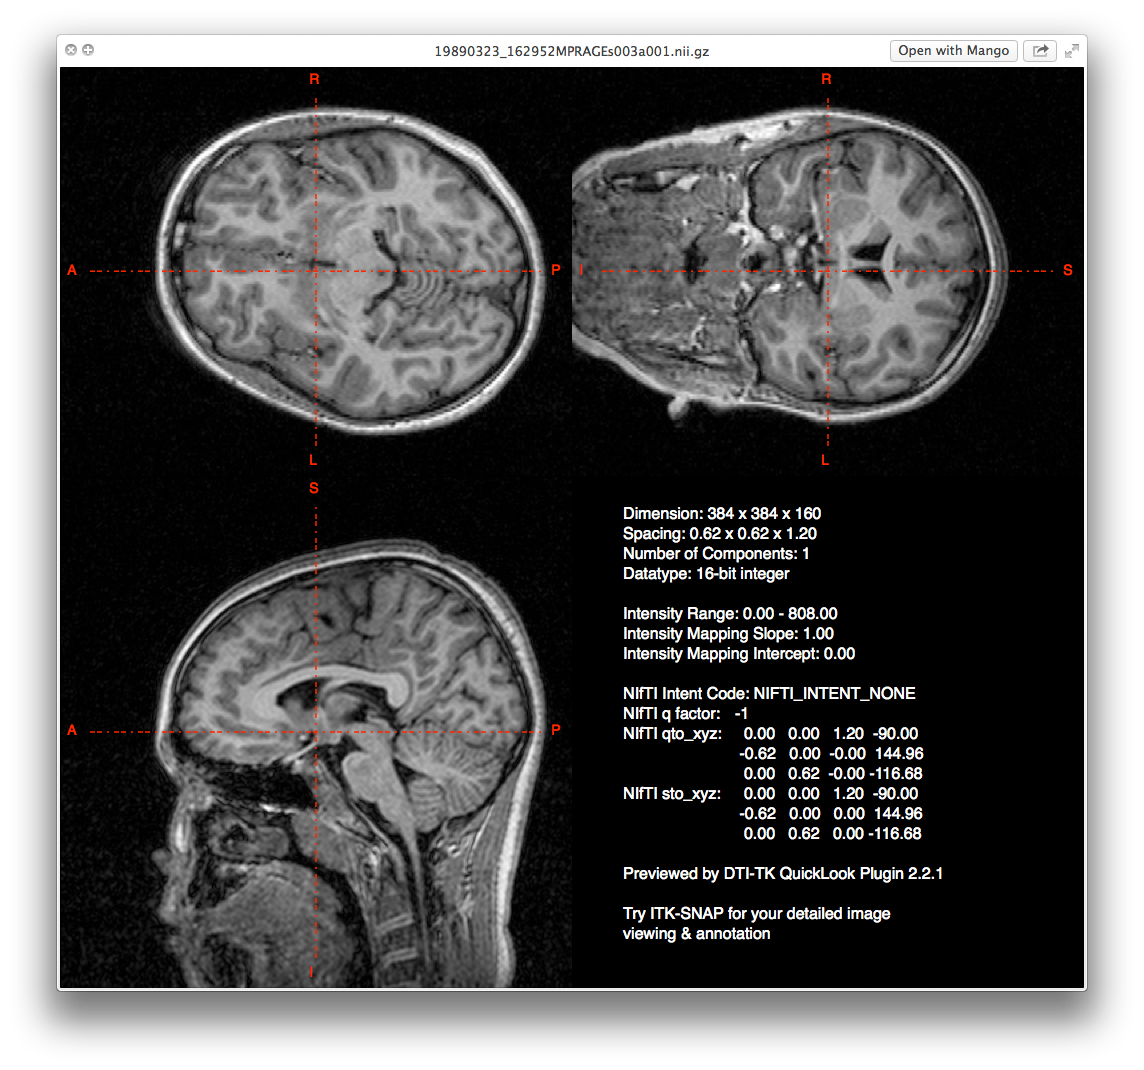 19890323_162952MPRAGEs003a001.nii.gz
Open with Mango
R
A
P
L
R
I
S
L
S
A
P
I
Dimension: 384 x 384 x 160
Spacing: 0.62 x 0.62 x 1.20
Number of Components: 1
Datatype: 16-bit integer
Intensity Range: 0.00 - 808.00
Intensity Mapping Slope: 1.00
Intensity Mapping Intercept: 0.00
NIfTI Intent Code: NIFTI_INTENT_NONE
NIfTI q factor: -1
NIfTI qto_xyz: 0.00 0.00 1.20 -90.00
-0.62 0.00 -0.00 144.96
0.00 0.62 -0.00 -116.68
NIfTI sto_xyz: 0.00 0.00 1.20 -90.00
-0.62 0.00 0.00 144.96
0.00 0.62 0.00 -116.68
Previewed by DTI-TK QuickLook Plugin 2.2.1
Try ITK-SNAP for your detailed image
viewing & annotation